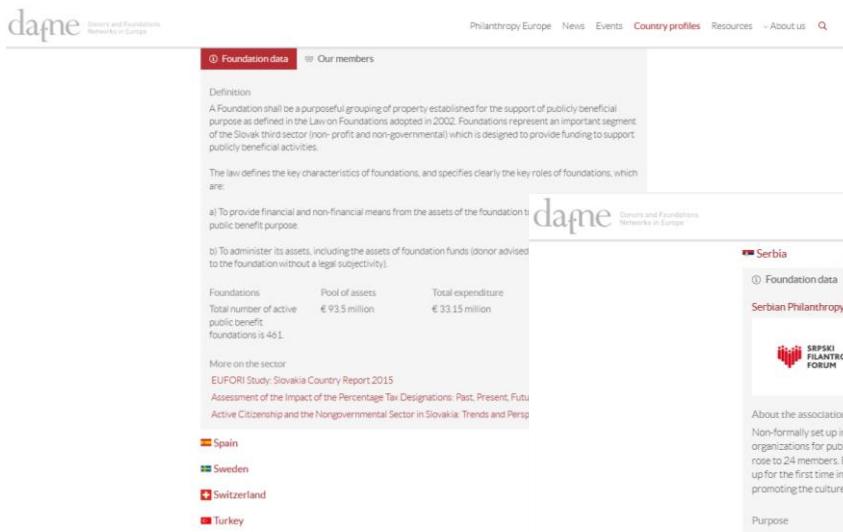 dafne Donors and Foundations
Networks in Europe
Philanthropy Europe News Events Country profiles Resources About us
Foundation data Our members
Definition
A Foundation shall be a purposeful grouping of property established for the support of publicly beneficial
purpose as defined in the Law on Foundations adopted in 2002. Foundations represent an important segment
of the Slovak third sector (non- profit and non-governmental) which is designed to provide funding to support
publicly beneficial activities.
The law defines the key characteristics of foundations, and specifies clearly the key roles of foundations, which
are:
a) To provide financial and non-financial means from the assets of the foundation t
public benefit purpose.
b) To administer its assets, including the assets of foundation funds (donor advised
to the foundation without a legal subjectivity).
Foundations Pool of assets Total expenditure
Total number of active € 93.5 million € 33.15 million
public benefit
foundations is 461.
More on the sector
EUFORI Study: Slovakia Country Report 2015
Assessment of the Impact of the Percentage Tax Designations: Past, Present, Futu
Active Citizenship and the Nongovernmental Sector in Slovakia: Trends and Persp
Spain
Sweden
Switzerland
Turkey
dafne Donors and Foundations
Networks in Europe
Serbia
Foundation data
Serbian Philanthropy
SRPSKI
FILANTRO
FORUM
About the association
Non-formally set up i
organizations for pub
rose to 24 members.
up for the first time in
promoting the culture
Purpose